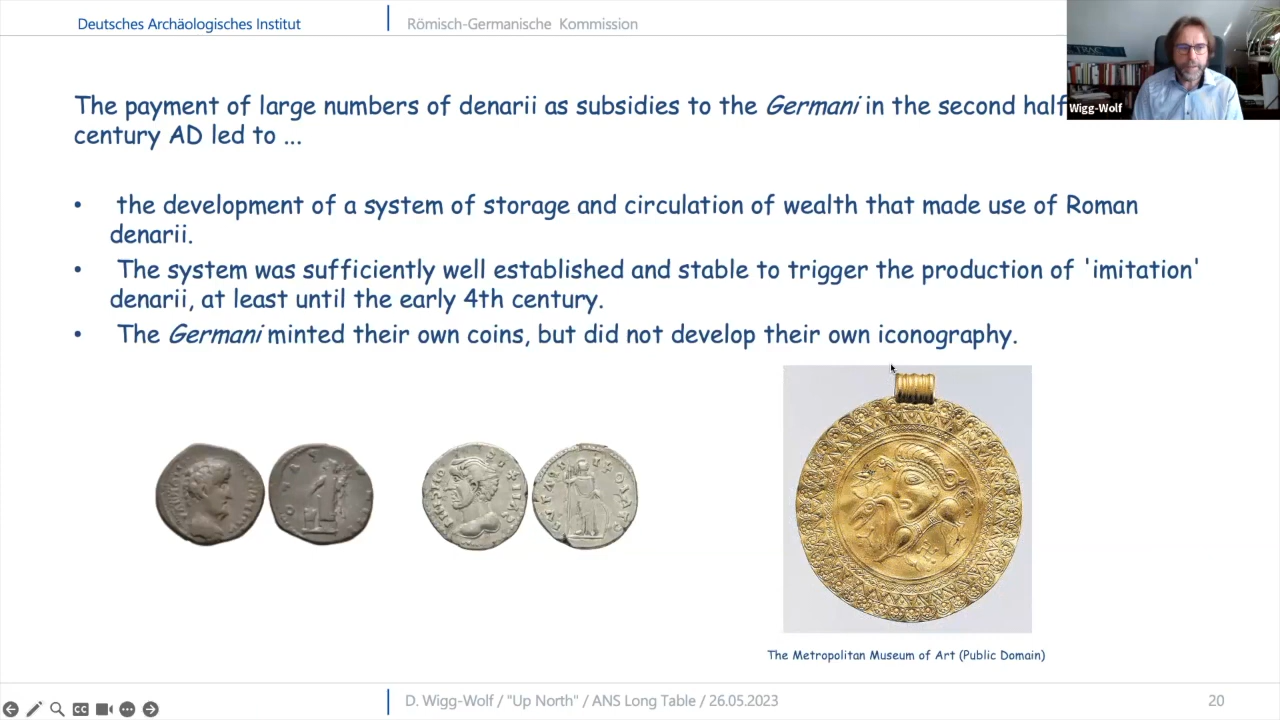 Deutsches Archäologisches Institut
Römisch-Germanische Kommission
TRAC
Wigg-Wolf
The payment of large numbers of denarii as subsidies to the Germani in the second half
century AD led to ...
• the development of a system of storage and circulation of wealth that made use of Roman
denarii.
• The system was sufficiently well established and stable to trigger the production of 'imitation'
denarii, at least until the early 4th century.
• The Germani minted their own coins, but did not develop their own iconography.
The Metropolitan Museum of Art (Public Domain)
CC
D. Wigg-Wolf / "Up North" / ANS Long Table / 26.05.2023
20